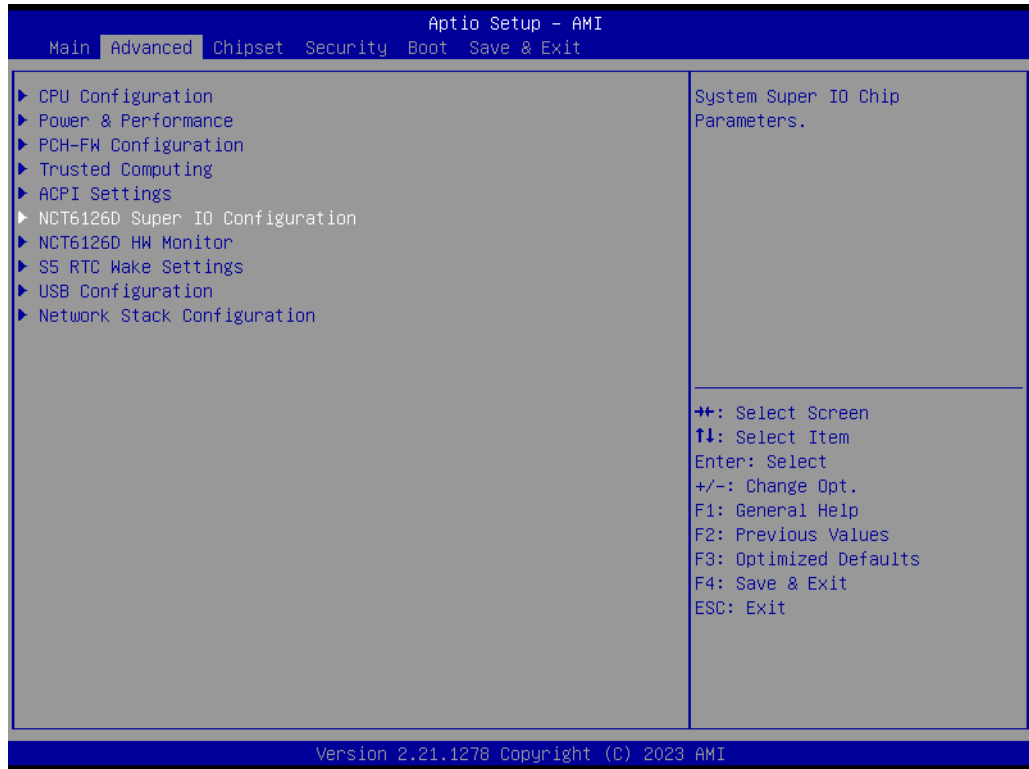 Aptio Setup – AMI
Main Advanced Chipset Security Boot Save & Exit
▶ CPU Configuration
▶ Power & Performance
▶ PCH-FW Configuration
▶ Trusted Computing
▶ ACPI Settings
▶ NCT6126D Super IO Configuration
▶ NCT6126D HW Monitor
▶ S5 RTC Wake Settings
▶ USB Configuration
▶ Network Stack Configuration
System Super IO Chip
Parameters.
→←: Select Screen
↑↓: Select Item
Enter: Select
+/-: Change Opt.
F1: General Help
F2: Previous Values
F3: Optimized Defaults
F4: Save & Exit
ESC: Exit
Version 2.21.1278 Copyright (C) 2023 AMI